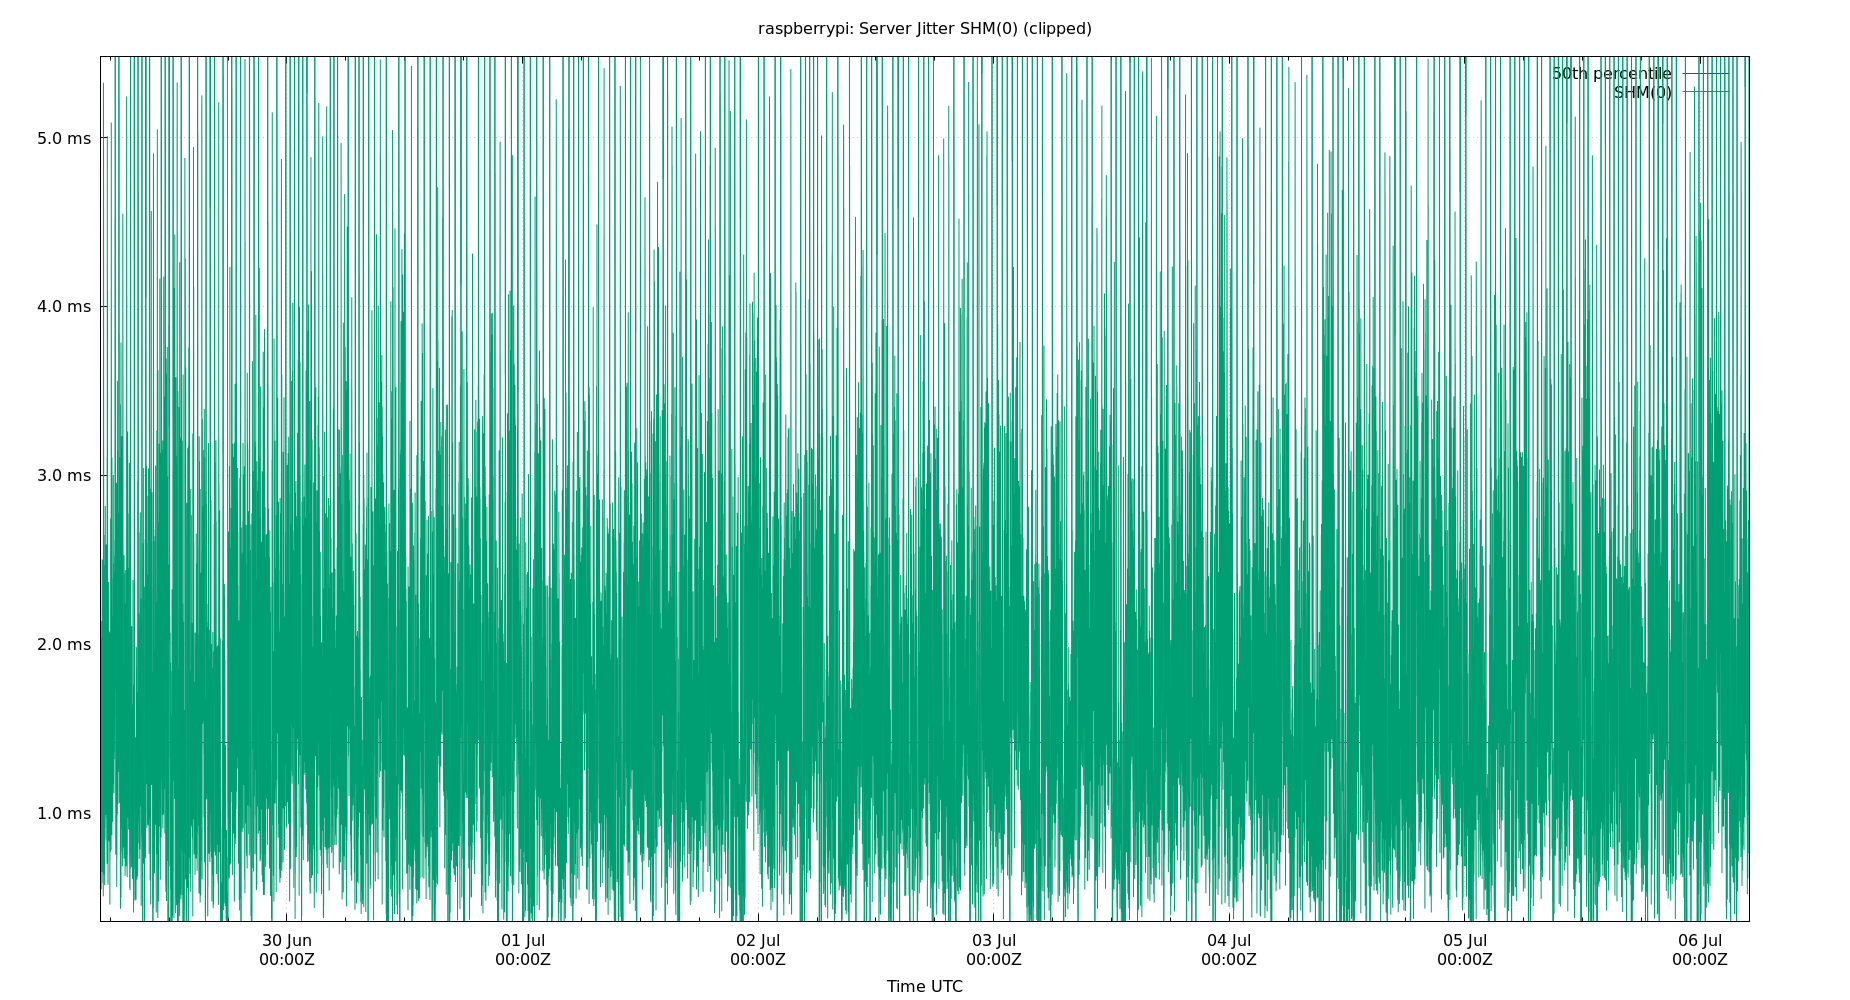 raspberrypi: Server Jitter SHM(0) (clipped)
50th percentile
SHM(0)
5.0 ms
4.0 ms
3.0 ms
2.0 ms
1.0 ms
30 Jun 01 Jul 02 Jul 03 Jul 04 Jul 05 Jul 06 Jul
00:00Z 00:00Z 00:00Z 00:00Z 00:00Z 00:00Z 00:00Z
Time UTC